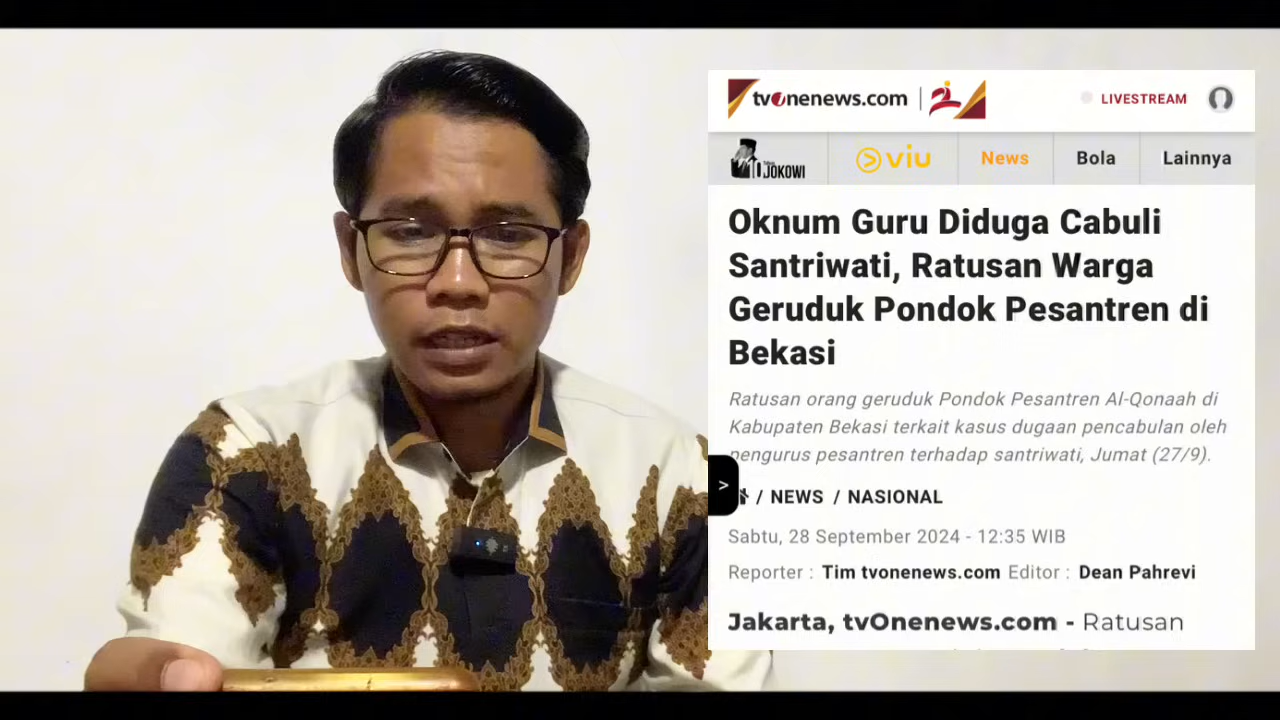 tvOnenews.com
LIVESTREAM
JOKOWI
viu
News
Bola
Lainnya
Oknum Guru Diduga Cabuli
Santriwati, Ratusan Warga
Geruduk Pondok Pesantren di
Bekasi
Ratusan orang geruduk Pondok Pesantren Al-Qonaah di
Kabupaten Bekasi terkait kasus dugaan pencabulan oleh
pengurus pesantren terhadap santriwati, Jumat (27/9).
> / NEWS / NASIONAL
Sabtu, 28 September 2024 - 12:35 WIB
Reporter : Tim tvonenews.com Editor : Dean Pahrevi
Jakarta, tvOnenews.com - Ratusan